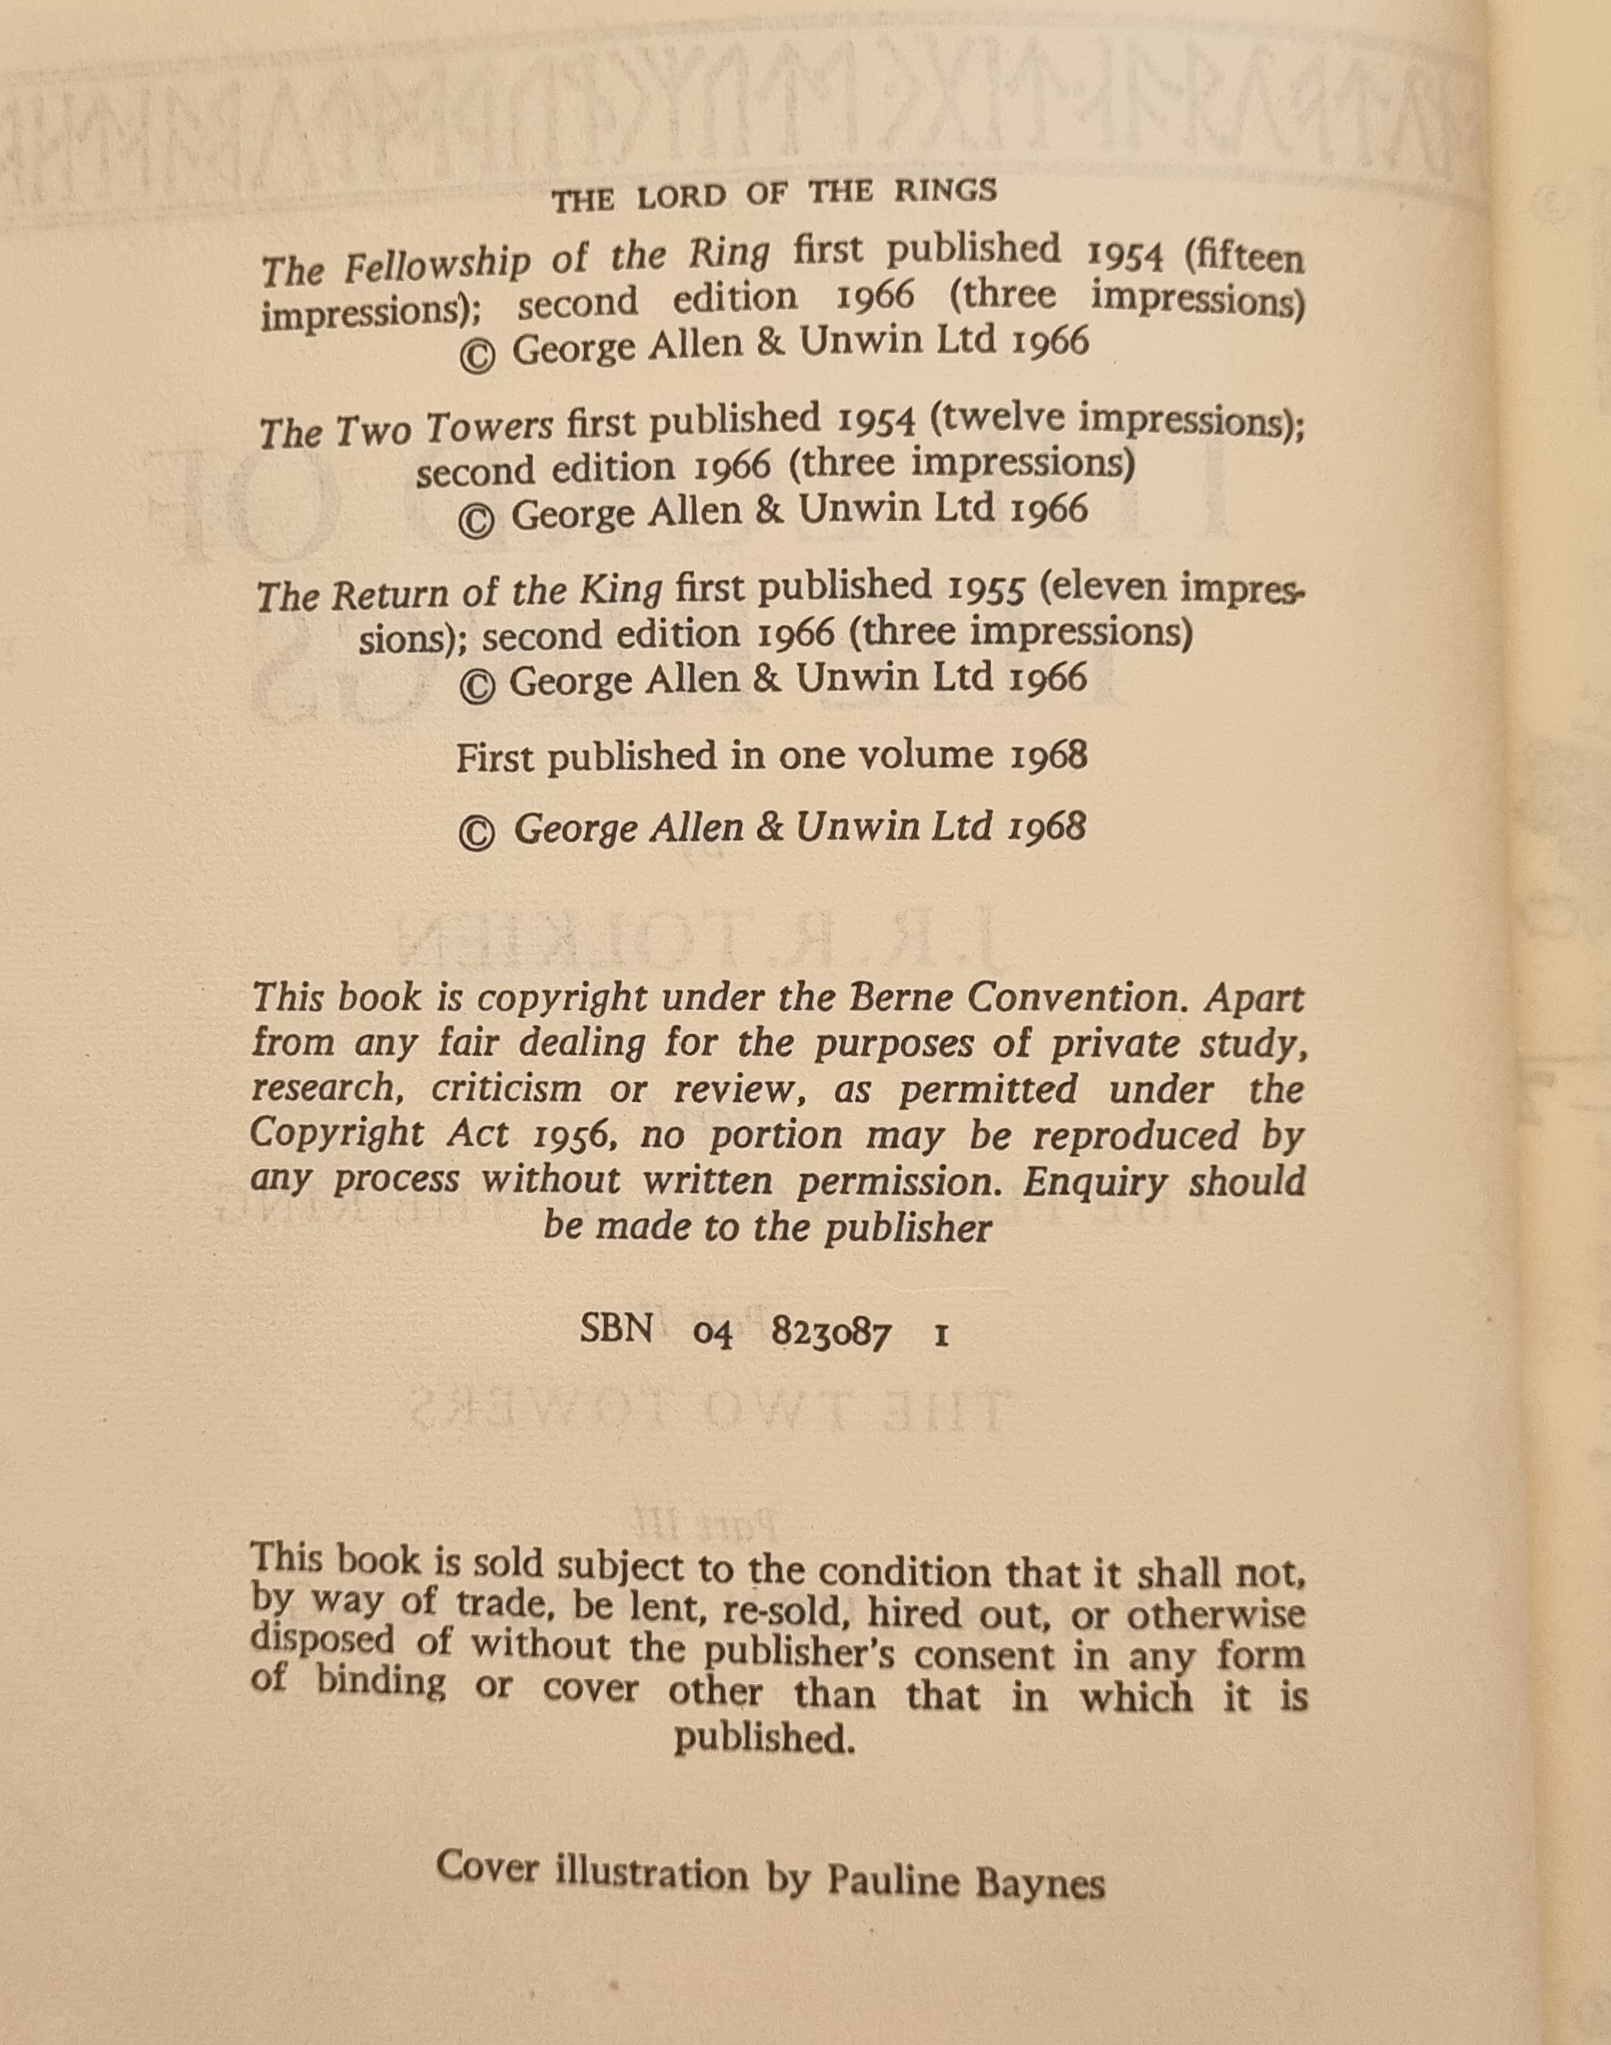 THE LORD OF THE RINGS
The Fellowship of the Ring first published 1954 (fifteen
impressions); second edition 1966 (three impressions)
© George Allen & Unwin Ltd 1966
The Two Towers first published 1954 (twelve impressions);
second edition 1966 (three impressions)
© George Allen & Unwin Ltd 1966
The Return of the King first published 1955 (eleven impres-
sions); second edition 1966 (three impressions)
© George Allen & Unwin Ltd 1966
First published in one volume 1968
© George Allen & Unwin Ltd 1968
This book is copyright under the Berne Convention. Apart
from any fair dealing for the purposes of private study,
research, criticism or review, as permitted under the
Copyright Act 1956, no portion may be reproduced by
any process without written permission. Enquiry should
be made to the publisher
SBN 04 823087 1
This book is sold subject to the condition that it shall not,
by way of trade, be lent, re-sold, hired out, or otherwise
disposed of without the publisher's consent in any form
of binding or cover other than that in which it is
published.
Cover illustration by Pauline Baynes